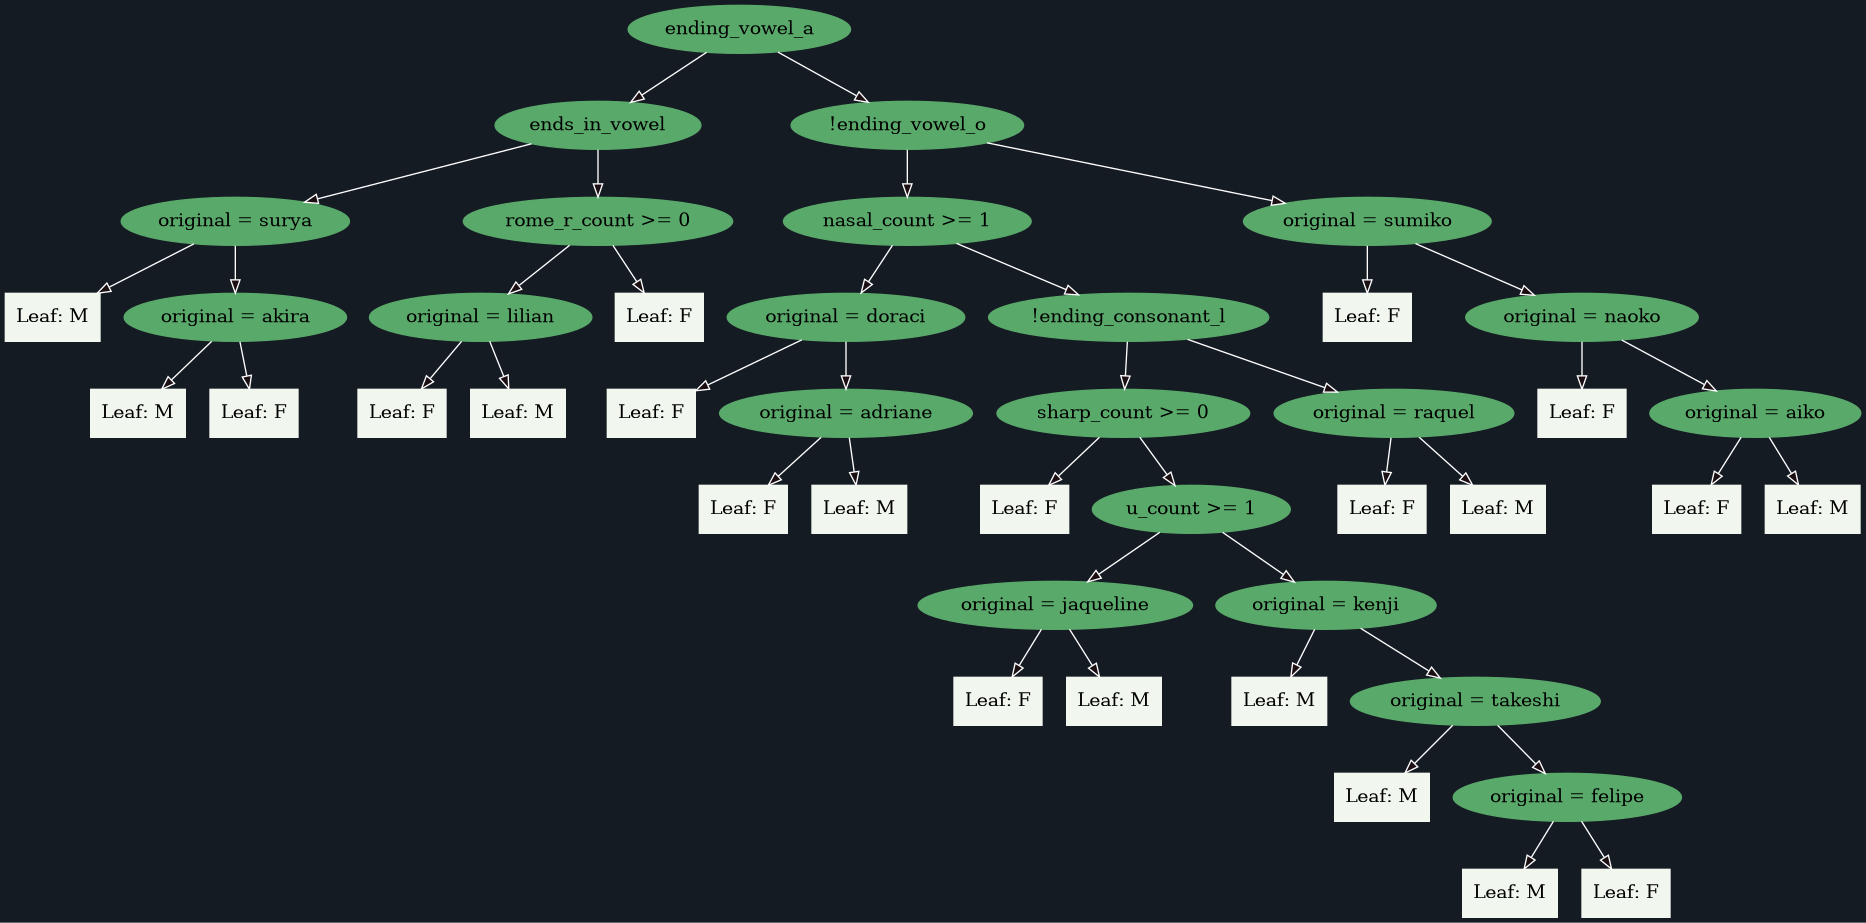 ending_vowel_a
ends_in_vowel
!ending_vowel_o
original = surya
rome_r_count >= 0
nasal_count >= 1
original = sumiko
Leaf: M
original = akira
original = lilian
Leaf: F
original = doraci
!ending_consonant_l
Leaf: F
original = naoko
Leaf: M
Leaf: F
Leaf: F
Leaf: M
Leaf: F
original = adriane
sharp_count >= 0
original = raquel
Leaf: F
original = aiko
Leaf: F
Leaf: M
Leaf: F
u_count >= 1
Leaf: F
Leaf: M
Leaf: F
Leaf: M
original = jaqueline
original = kenji
Leaf: F
Leaf: M
Leaf: M
original = takeshi
Leaf: M
original = felipe
Leaf: M
Leaf: F